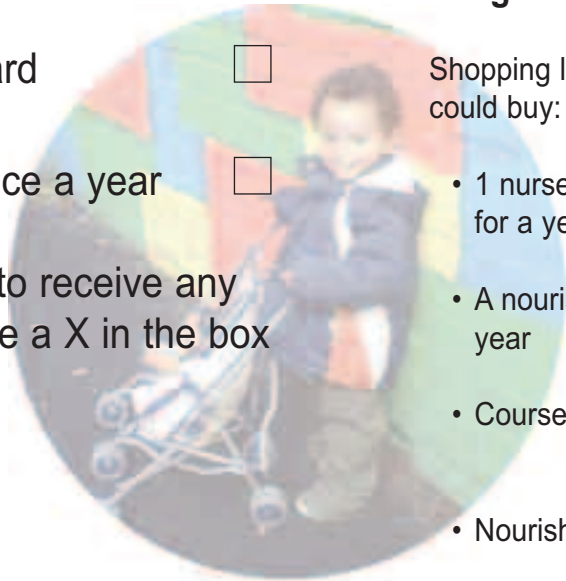 ard
ce a year
to receive any
e a X in the box
Shopping l
could buy:
• 1 nurse
for a ye
• A nouri
year
• Course
• Nourish